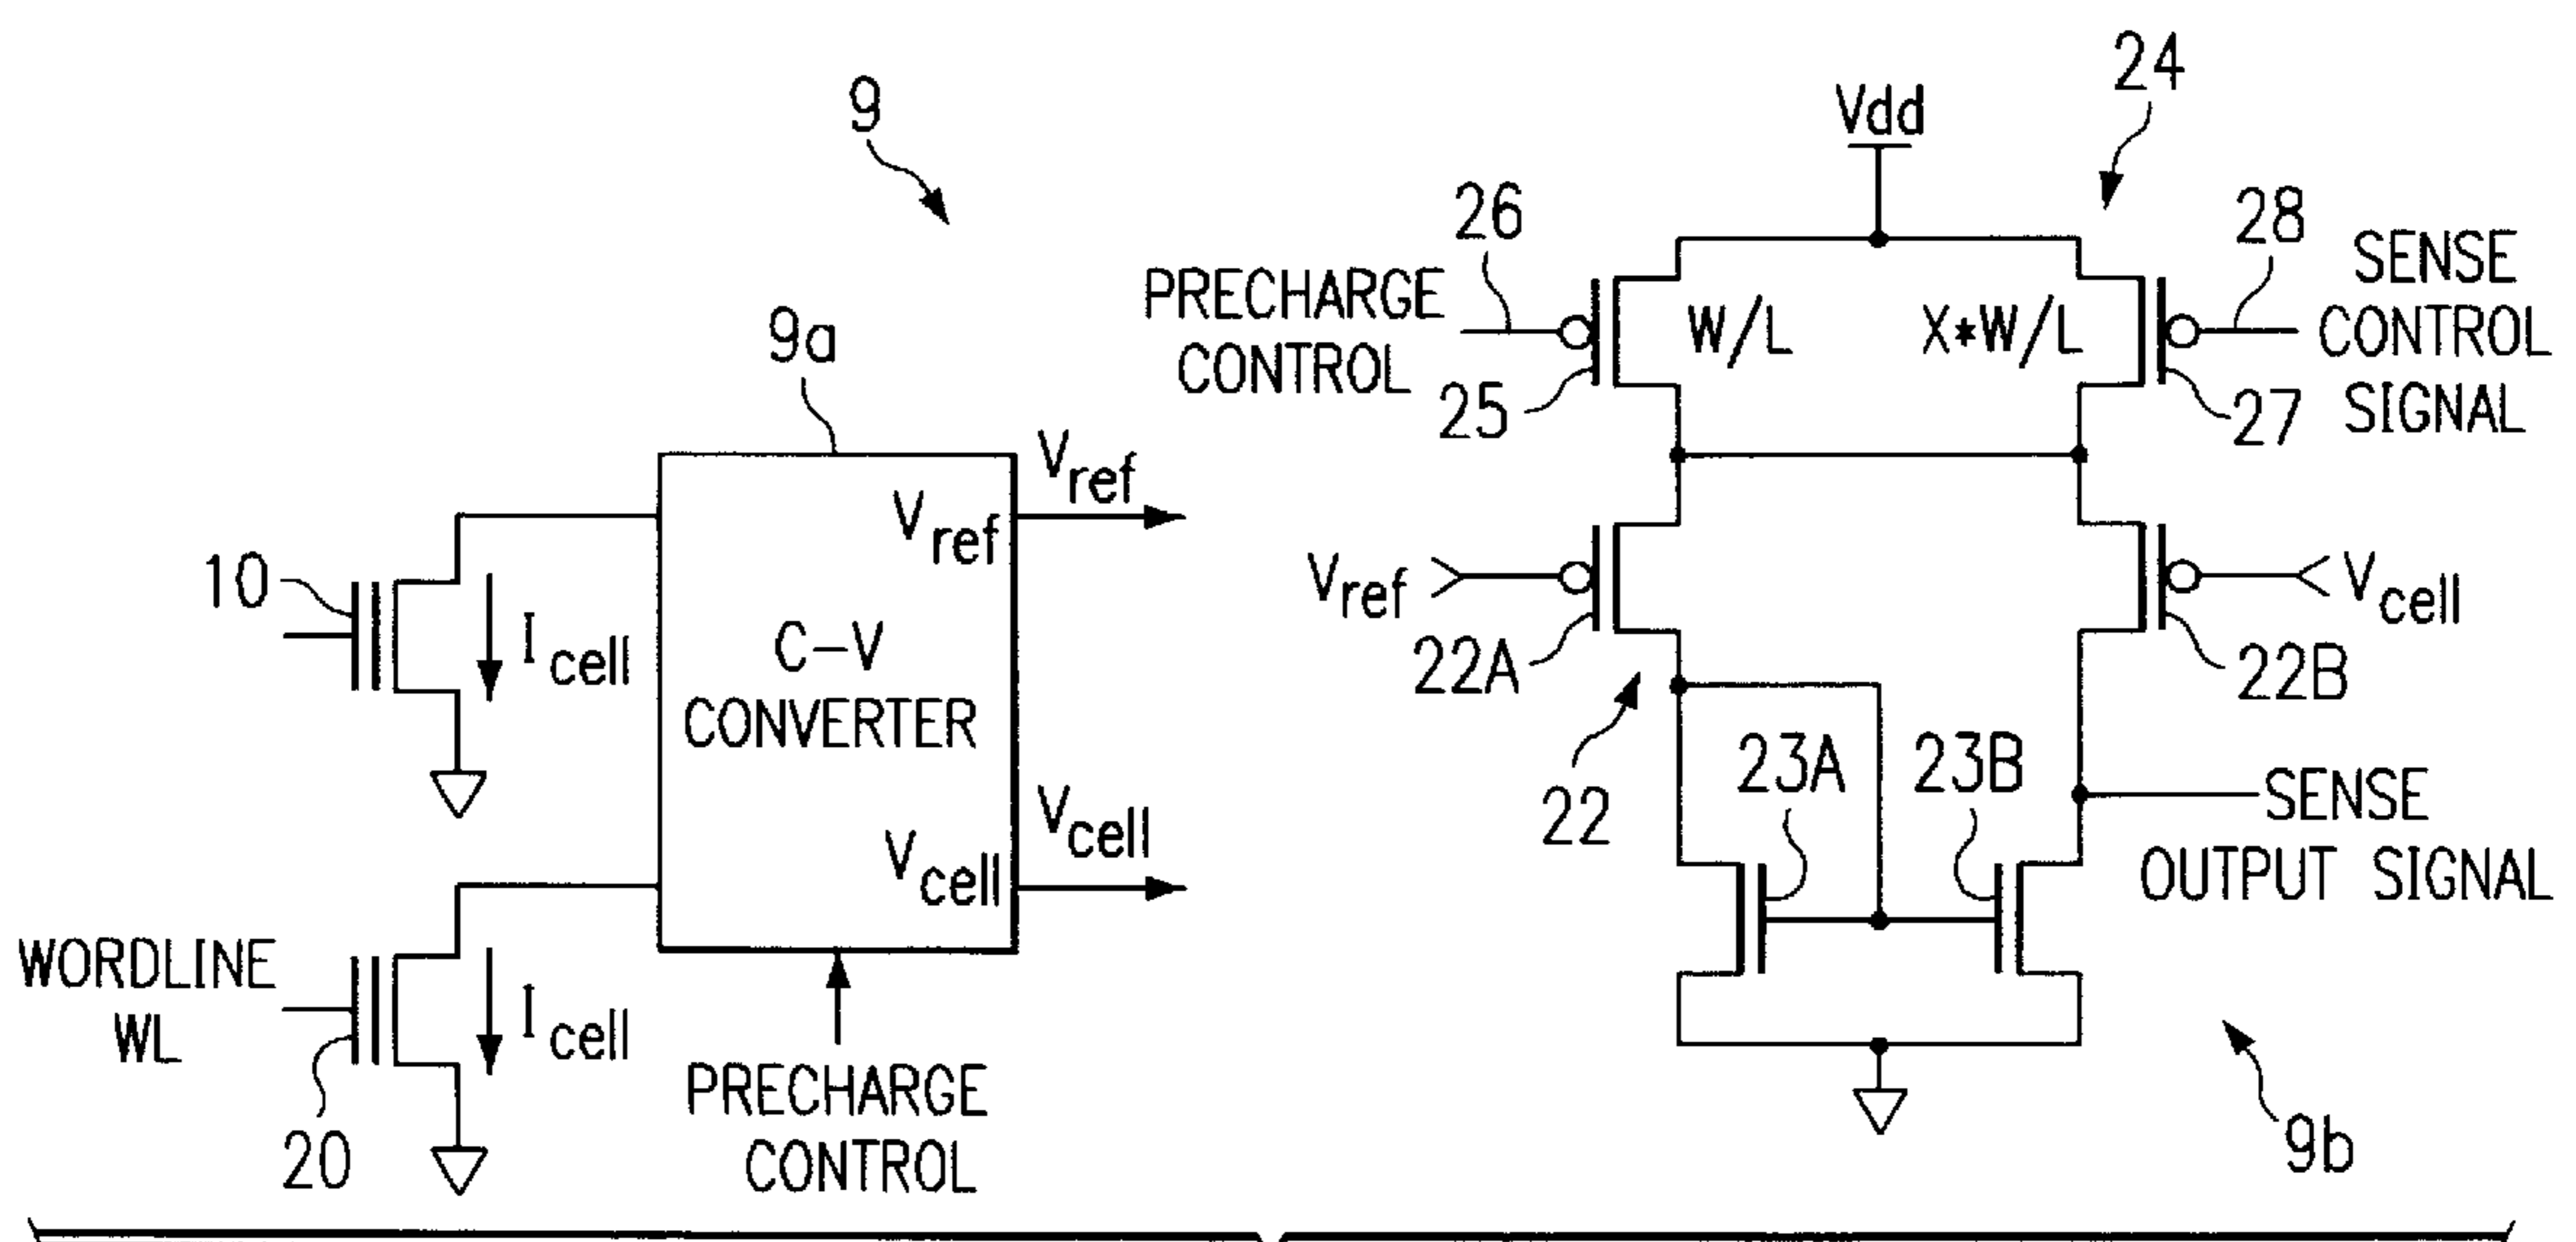 9
24
Vdd
26
28
PRECHARGE
CONTROL
25
W/L
X*W/L
SENSE
CONTROL
SIGNAL
27
9a
Vref
Vref
10
Icell
C-V
CONVERTER
Vref
22A
22
Vcell
22B
Vcell
Vcell
23A
23B
SENSE
OUTPUT SIGNAL
WORDLINE
WL
20
Icell
PRECHARGE
CONTROL
9b